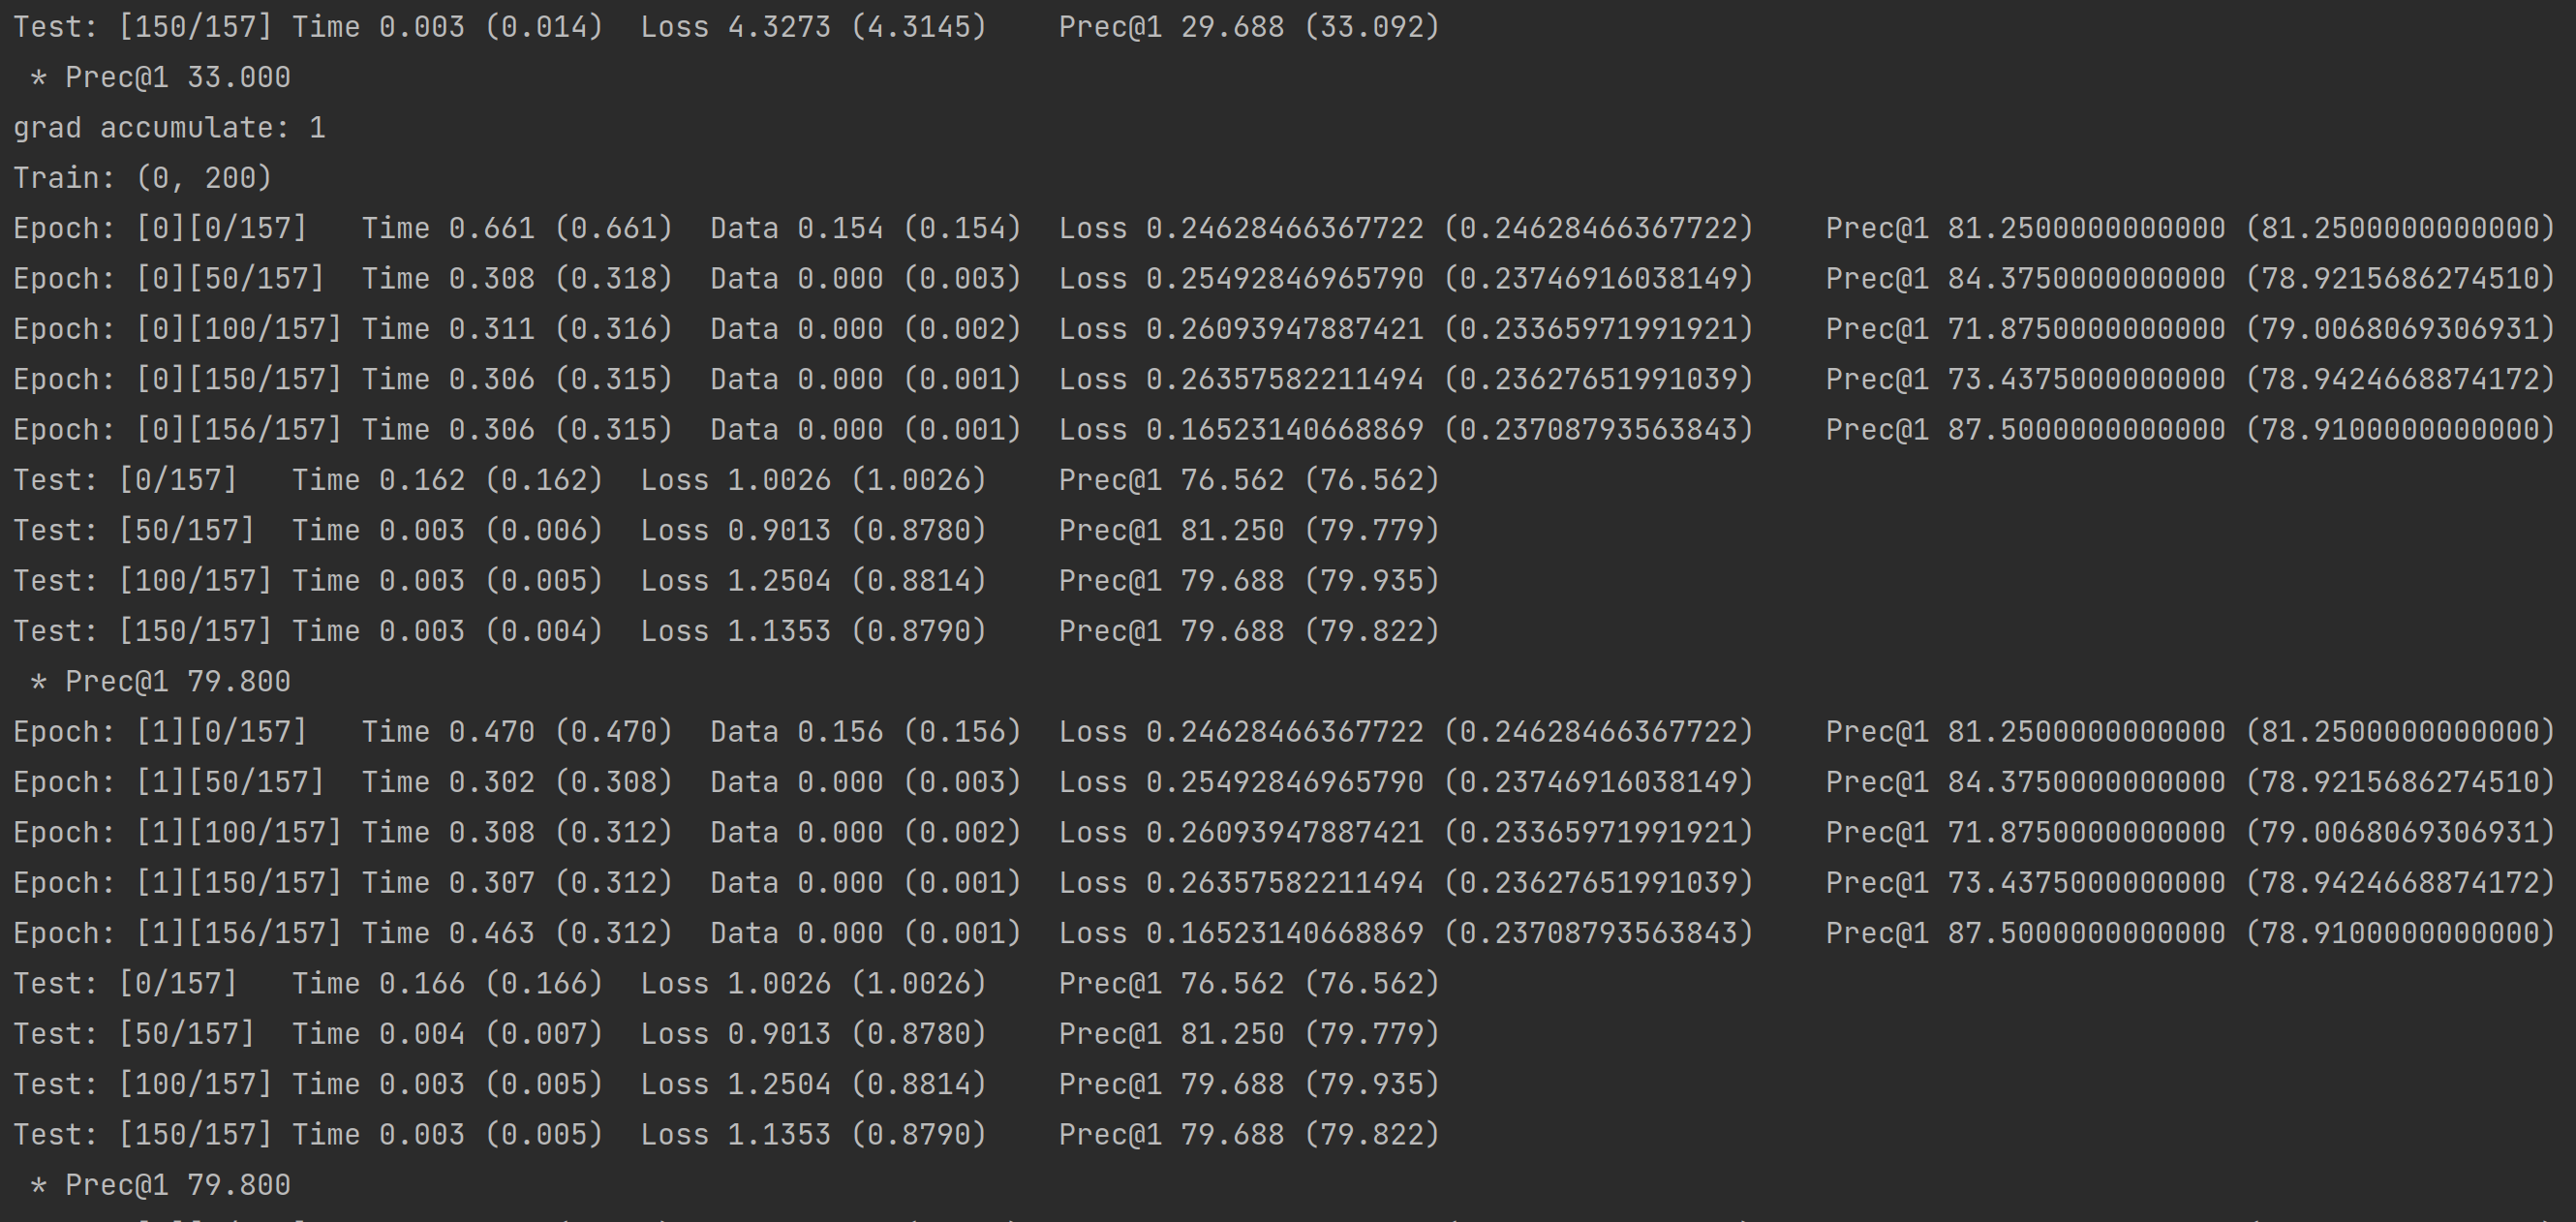 Test: [150/157] Time 0.003 (0.014) Loss 4.3273 (4.3145) Prec@1 29.688 (33.092)
* Prec@1 33.000
grad accumulate: 1
Train: (0, 200)
Epoch: [0][0/157] Time 0.661 (0.661) Data 0.154 (0.154) Loss 0.24628466367722 (0.24628466367722) Prec@1 81.2500000000000 (81.2500000000000)
Epoch: [0][50/157] Time 0.308 (0.318) Data 0.000 (0.003) Loss 0.25492846965790 (0.23746916038149) Prec@1 84.3750000000000 (78.9215686274510)
Epoch: [0][100/157] Time 0.311 (0.316) Data 0.000 (0.002) Loss 0.26093947887421 (0.23365971991921) Prec@1 71.8750000000000 (79.0068069306931)
Epoch: [0][150/157] Time 0.306 (0.315) Data 0.000 (0.001) Loss 0.26357582211494 (0.23627651991039) Prec@1 73.4375000000000 (78.9424668874172)
Epoch: [0][156/157] Time 0.306 (0.315) Data 0.000 (0.001) Loss 0.16523140668869 (0.23708793563843) Prec@1 87.5000000000000 (78.9100000000000)
Test: [0/157] Time 0.162 (0.162) Loss 1.0026 (1.0026) Prec@1 76.562 (76.562)
Test: [50/157] Time 0.003 (0.006) Loss 0.9013 (0.8780) Prec@1 81.250 (79.779)
Test: [100/157] Time 0.003 (0.005) Loss 1.2504 (0.8814) Prec@1 79.688 (79.935)
Test: [150/157] Time 0.003 (0.004) Loss 1.1353 (0.8790) Prec@1 79.688 (79.822)
* Prec@1 79.800
Epoch: [1][0/157] Time 0.470 (0.470) Data 0.156 (0.156) Loss 0.24628466367722 (0.24628466367722) Prec@1 81.2500000000000 (81.2500000000000)
Epoch: [1][50/157] Time 0.302 (0.308) Data 0.000 (0.003) Loss 0.25492846965790 (0.23746916038149) Prec@1 84.3750000000000 (78.9215686274510)
Epoch: [1][100/157] Time 0.308 (0.312) Data 0.000 (0.002) Loss 0.26093947887421 (0.23365971991921) Prec@1 71.8750000000000 (79.0068069306931)
Epoch: [1][150/157] Time 0.307 (0.312) Data 0.000 (0.001) Loss 0.26357582211494 (0.23627651991039) Prec@1 73.4375000000000 (78.9424668874172)
Epoch: [1][156/157] Time 0.463 (0.312) Data 0.000 (0.001) Loss 0.16523140668869 (0.23708793563843) Prec@1 87.5000000000000 (78.9100000000000)
Test: [0/157] Time 0.166 (0.166) Loss 1.0026 (1.0026) Prec@1 76.562 (76.562)
Test: [50/157] Time 0.004 (0.007) Loss 0.9013 (0.8780) Prec@1 81.250 (79.779)
Test: [100/157] Time 0.003 (0.005) Loss 1.2504 (0.8814) Prec@1 79.688 (79.935)
Test: [150/157] Time 0.003 (0.005) Loss 1.1353 (0.8790) Prec@1 79.688 (79.822)
* Prec@1 79.800